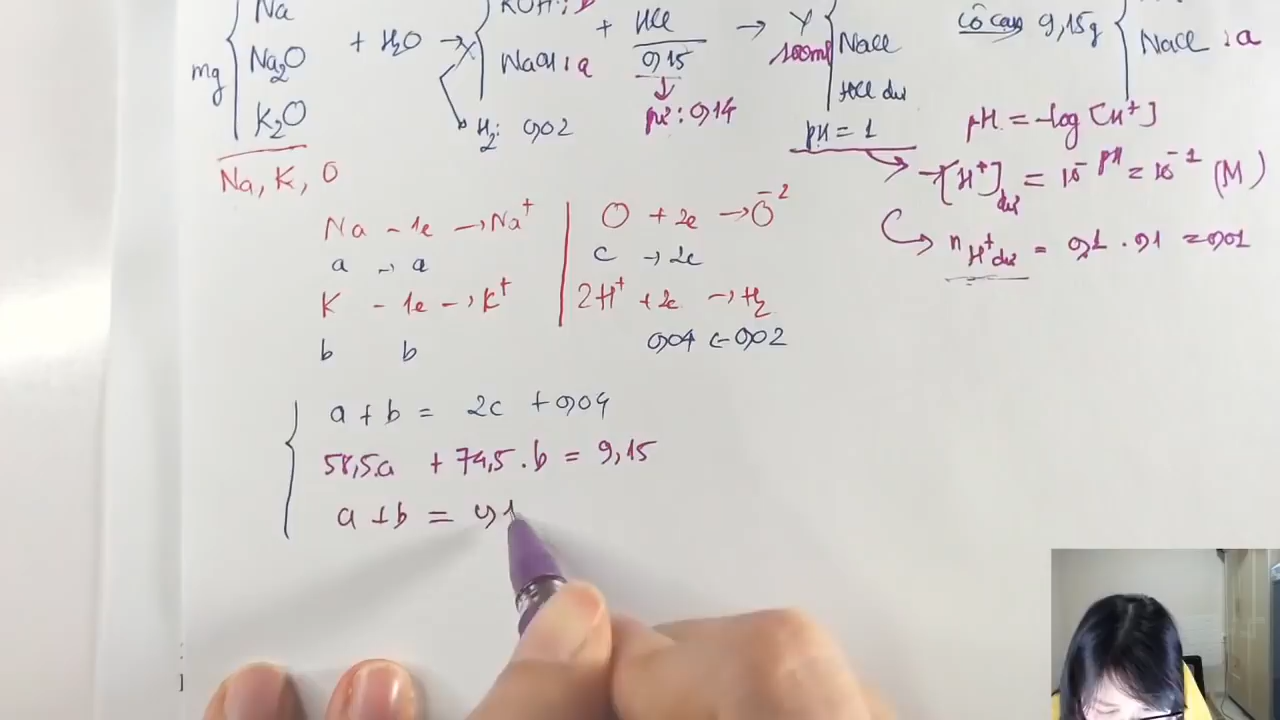 Na KOH : b
Na₂O + H₂O → X NaOH : a + HCl 0,15 → Y 100ml NaCl cô cạn 9,15g NaCl : a
mg K₂O H₂: 0,02 pứ : 0,14 HCl dư
pH = 1 pH = -log[H⁺]
Na, K, O → [H⁺]dư = 10^-pH = 10^-1 (M)
Na - 1e → Na⁺ O + 2e → O^-2 nH⁺dư = 0,1 . 0,1 = 0,01
a → a c → 2c
K - 1e → K⁺ 2H⁺ + 2e → H₂
b b 0,04 ← 0,02
a + b = 2c + 0,04
58,5a + 74,5.b = 9,15
a + b = 0,1